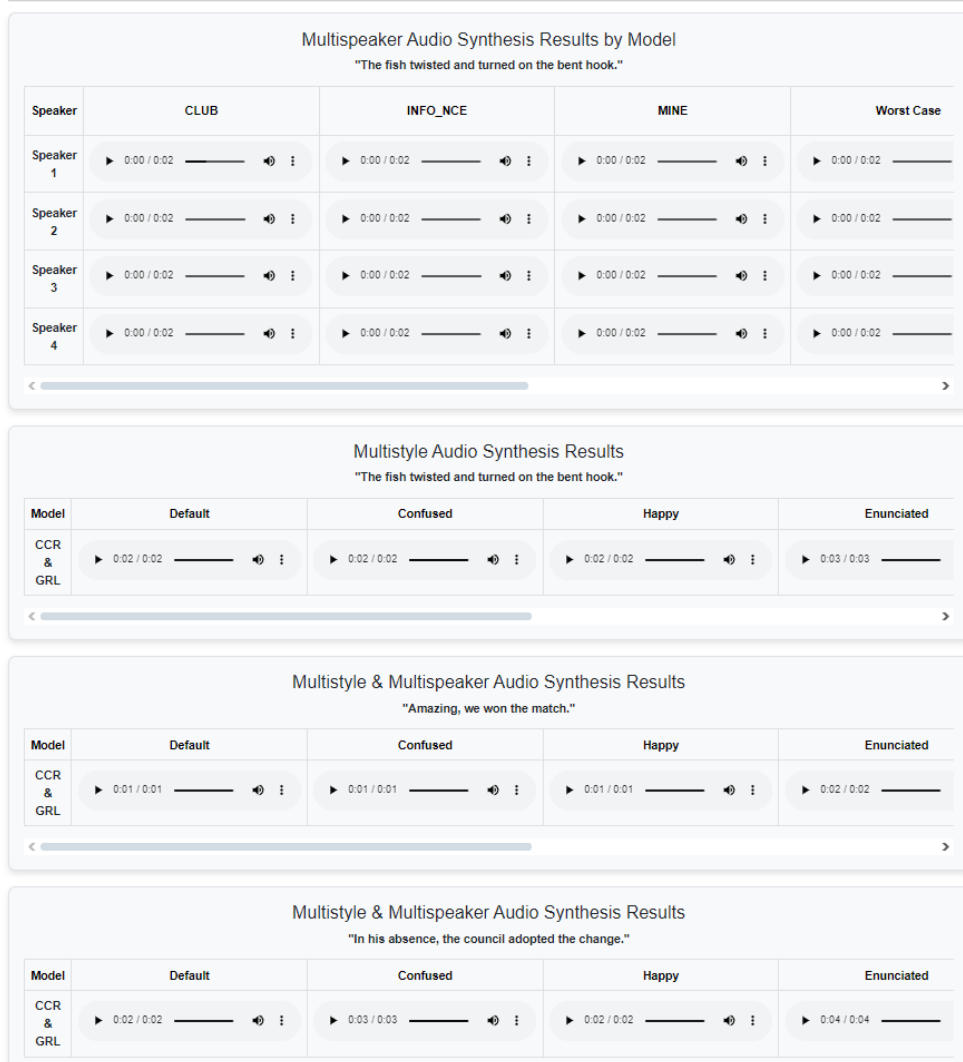 Multispeaker Audio Synthesis Results by Model
"The fish twisted and turned on the bent hook."
Speaker CLUB INFO_NCE MINE Worst Case
Speaker 1 0:00 / 0:02 0:00 / 0:02 0:00 / 0:02 0:00 / 0:02
Speaker 2 0:00 / 0:02 0:00 / 0:02 0:00 / 0:02 0:00 / 0:02
Speaker 3 0:00 / 0:02 0:00 / 0:02 0:00 / 0:02 0:00 / 0:02
Speaker 4 0:00 / 0:02 0:00 / 0:02 0:00 / 0:02 0:00 / 0:02
Multistyle Audio Synthesis Results
"The fish twisted and turned on the bent hook."
Model Default Confused Happy Enunciated
CCR & GRL 0:02 / 0:02 0:02 / 0:02 0:02 / 0:02 0:03 / 0:03
Multistyle & Multispeaker Audio Synthesis Results
"Amazing, we won the match."
Model Default Confused Happy Enunciated
CCR & GRL 0:01 / 0:01 0:01 / 0:01 0:01 / 0:01 0:02 / 0:02
Multistyle & Multispeaker Audio Synthesis Results
"In his absence, the council adopted the change."
Model Default Confused Happy Enunciated
CCR & GRL 0:02 / 0:02 0:03 / 0:03 0:02 / 0:02 0:04 / 0:04